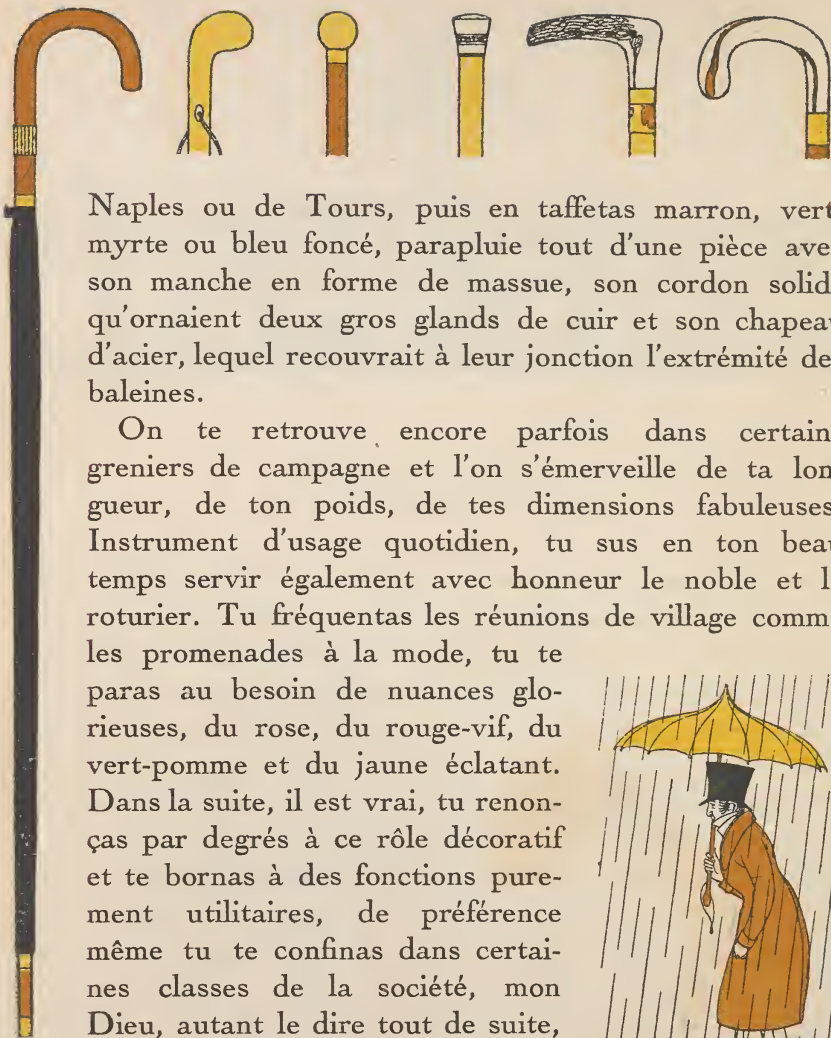 Naples ou de Tours, puis en taffetas marron, vert
myrte ou bleu foncé, parapluie tout d'une pièce ave
son manche en forme de massue, son cordon solid
qu'ornaient deux gros glands de cuir et son chapeau
d'acier, lequel recouvrait à leur jonction l'extrémité de
baleines.
On te retrouve encore parfois dans certain
greniers de campagne et l'on s'émerveille de ta lon
gueur, de ton poids, de tes dimensions fabuleuses
Instrument d'usage quotidien, tu sus en ton beau
temps servir également avec honneur le noble et l
roturier. Tu fréquentas les réunions de village comm
les promenades à la mode, tu te
paras au besoin de nuances glo-
rieuses, du rose, du rouge-vif, du
vert-pomme et du jaune éclatant.
Dans la suite, il est vrai, tu renon-
ças par degrés à ce rôle décoratif
et te bornas à des fonctions pure-
ment utilitaires, de préférence
même tu te confinas dans certai-
nes classes de la société, mon
Dieu, autant le dire tout de suite,